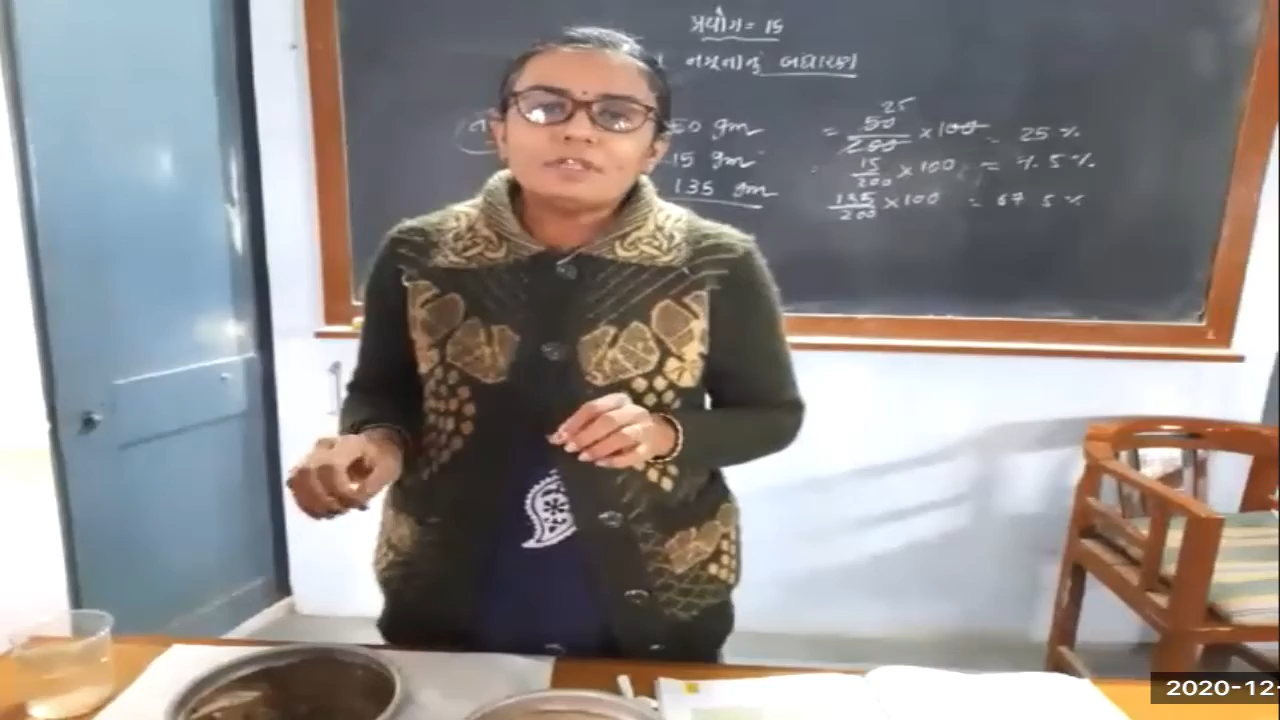 પ્રયોગ = 15
નમૂનાનું બંધારણ
50 gm = 25 50/200 × 100 = 25 %
15 gm = 15/200 × 100 = 7. 5 %
135 gm 135/200 × 100 = 67 5 %
2020-12-